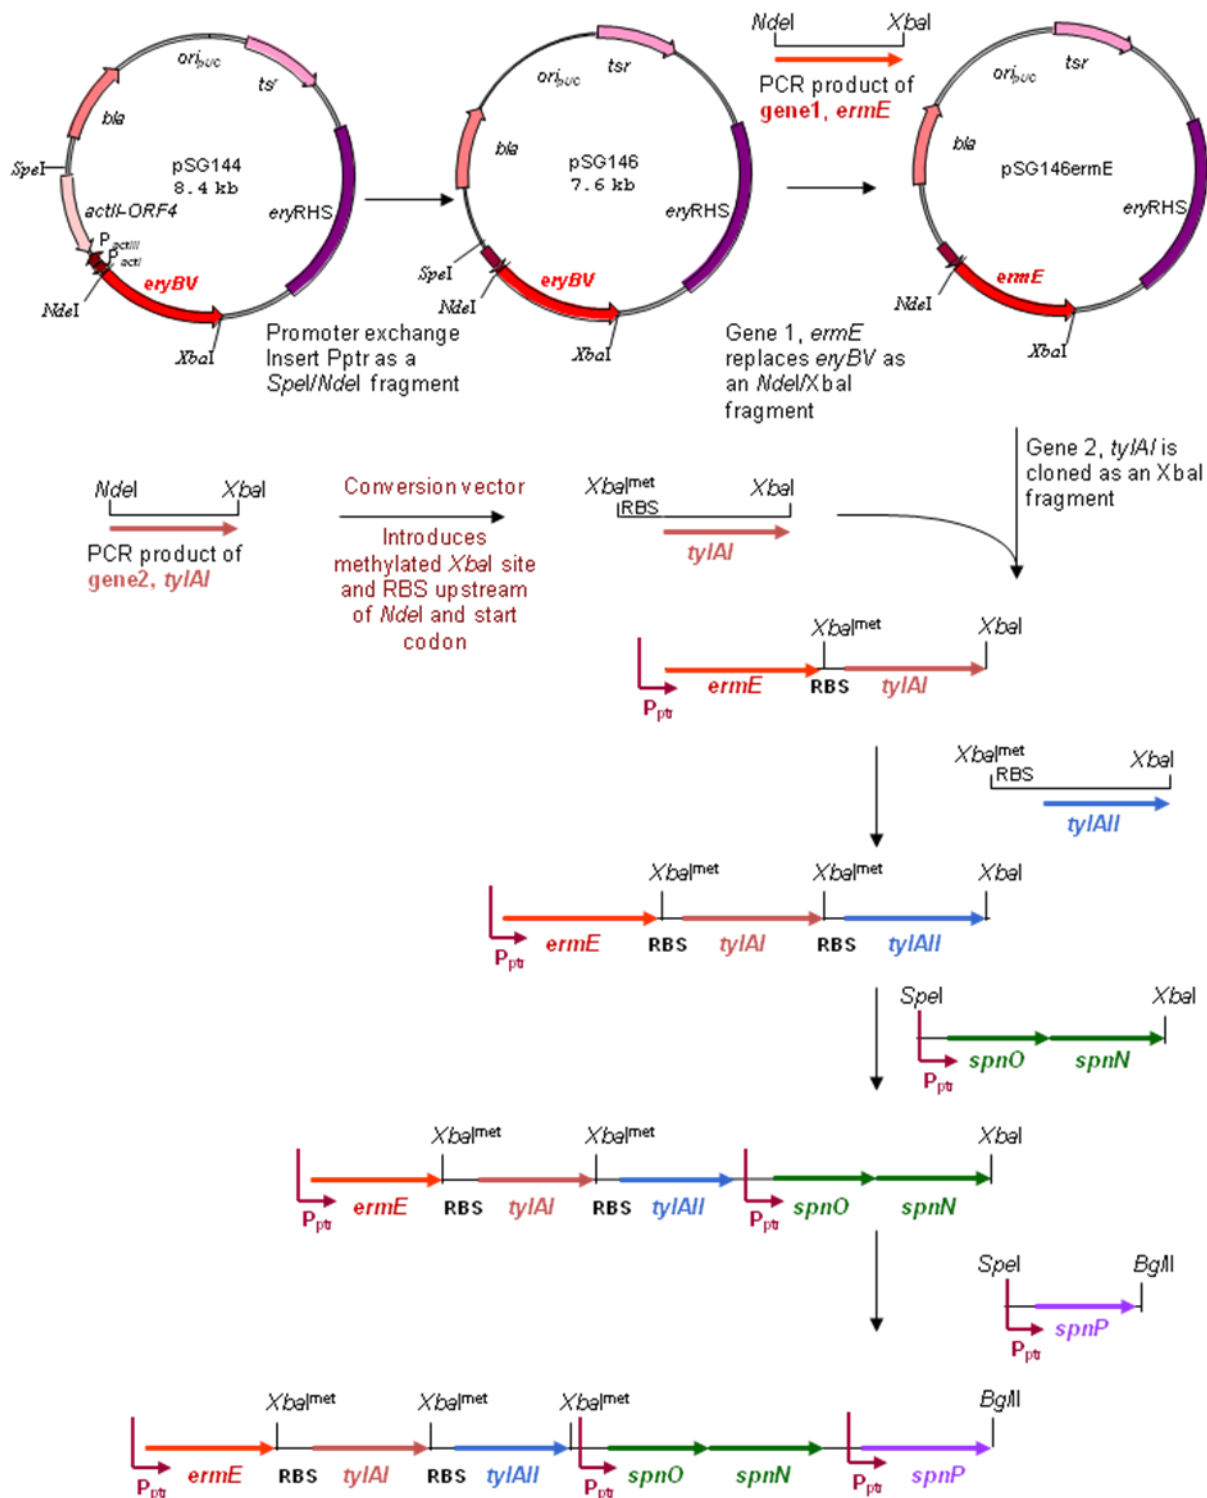 oripUC
tsr
bla
SpeI
pSG144
8.4 kb
actII-ORF4
PactIII
PactI
eryRHS
eryBV
NdeI
XbaI
Promoter exchange
Insert Pptr as a
SpeI/NdeI fragment
oripUC
tsr
bla
pSG146
7.6 kb
eryRHS
SpeI
eryBV
NdeI
XbaI
NdeI XbaI
PCR product of
gene1, ermE
Gene 1, ermE
replaces eryBV as
an NdeI/XbaI
fragment
oripUC
tsr
bla
pSG146ermE
eryRHS
ermE
NdeI
XbaI
Gene 2, tylAI is
cloned as an XbaI
fragment
NdeI XbaI
PCR product of
gene2, tylAI
Conversion vector
Introduces
methylated XbaI site
and RBS upstream
of NdeI and start
codon
XbaImet XbaI
RBS
tylAI
XbaImet XbaI
ermE RBS tylAI
Pptr
XbaImet XbaI
RBS
tylAII
XbaImet XbaImet XbaI
ermE RBS tylAI RBS tylAII
Pptr
SpeI XbaI
spnO spnN
Pptr
XbaImet XbaImet XbaI
ermE RBS tylAI RBS tylAII spnO spnN
Pptr Pptr
SpeI BglII
spnP
Pptr
XbaImet XbaImet XbaImet BglII
ermE RBS tylAI RBS tylAII spnO spnN spnP
Pptr Pptr Pptr